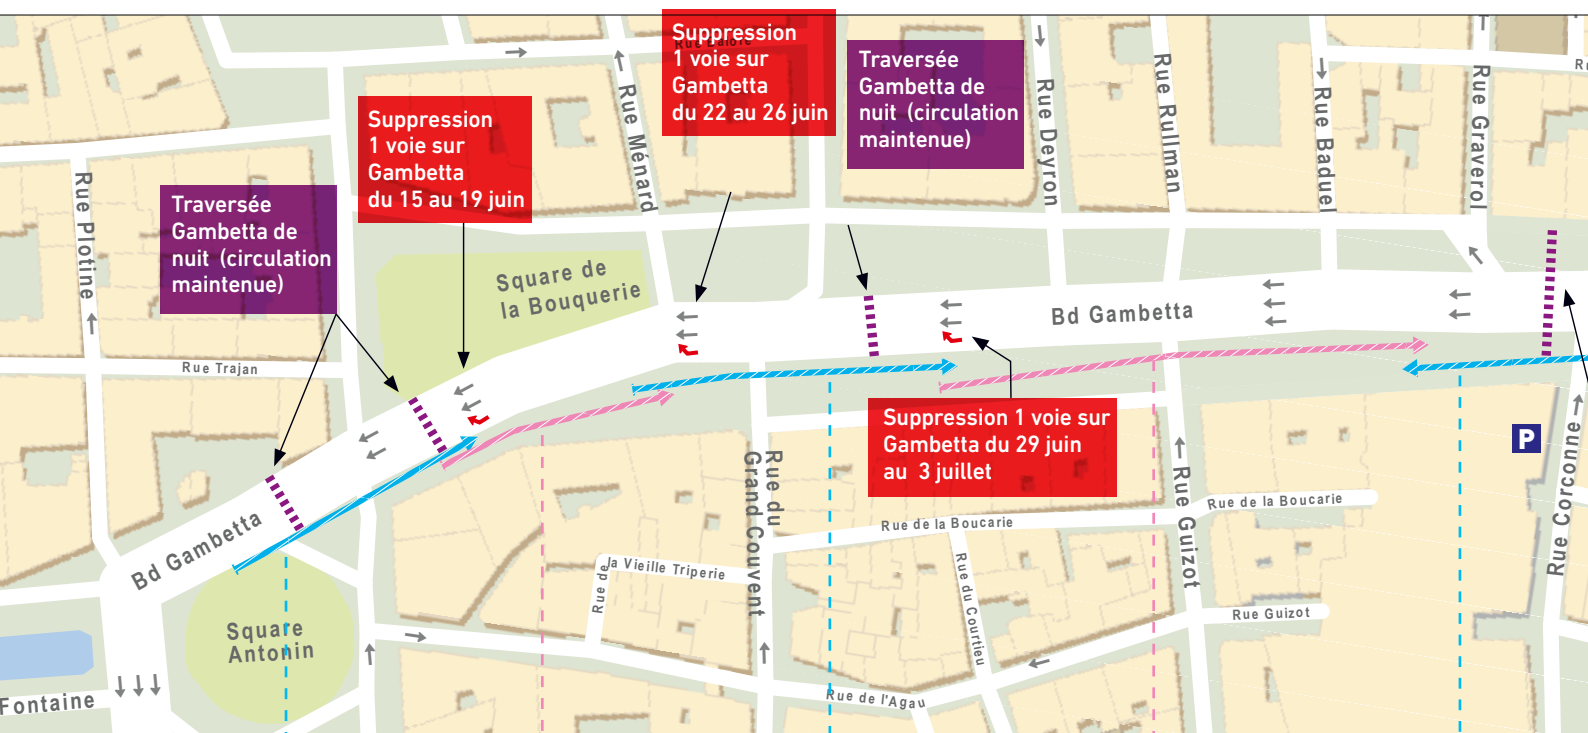 Suppression
1 voie sur
Gambetta
du 22 au 26 juin
Traversée
Gambetta de
nuit (circulation
maintenue)
Suppression
1 voie sur
Gambetta
du 15 au 19 juin
Traversée
Gambetta de
nuit (circulation
maintenue)
Rue Ménard
Rue Deyron
Rue Rullman
Rue Baduel
Rue Graverol
Rue Plotine
Square de
la Bouquerie
Bd Gambetta
Rue Trajan
Suppression 1 voie sur
Gambetta du 29 juin
au 3 juillet
P
Rue Corconne
Bd Gambetta
Rue du
Grand Couvent
Rue de la Boucarie
Rue de la Boucarie
Rue Guizot
Rue de
la Vieille Triperie
Rue du Courtieu
Rue Guizot
Square
Antonin
Fontaine
Rue de l'Agau